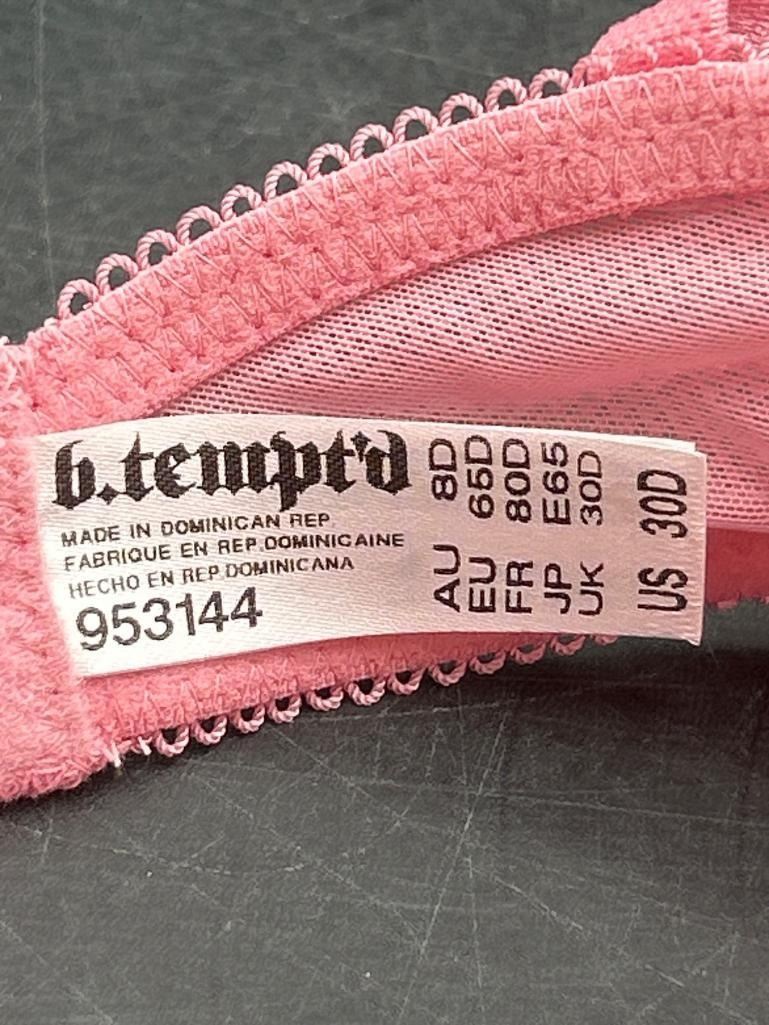 b.tempt'd
MADE IN DOMINICAN REP.
FABRIQUE EN REP.DOMINICAINE
HECHO EN REP.DOMINICANA
953144
AU 8D
EU 65D
FR 80D
JP E65
UK 30D
US 30D